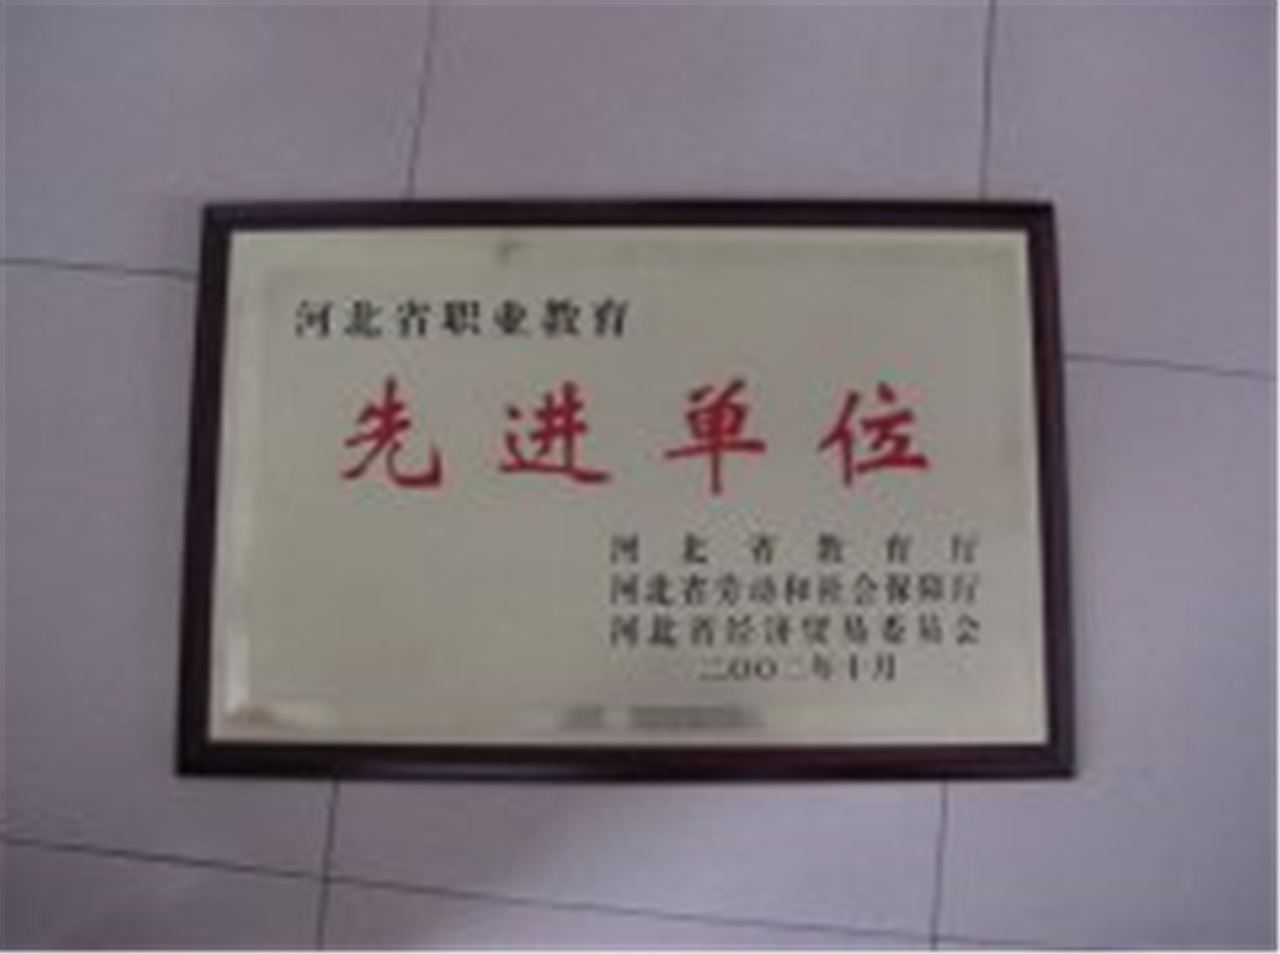 河北省职业教育
先进单位
河北省教育厅
河北省劳动和社会保障厅
河北省经济贸易委员会
二〇〇二年十月